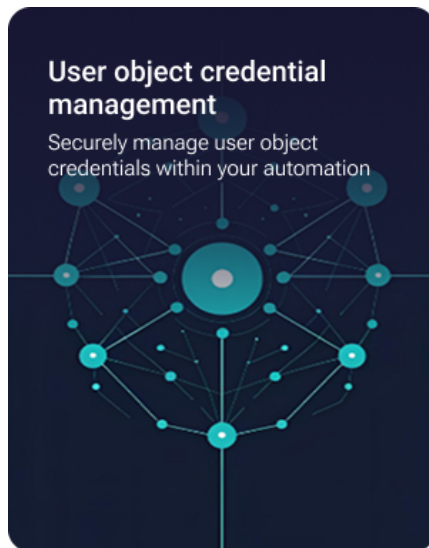 User object credential
management
Securely manage user object
credentials within your automation